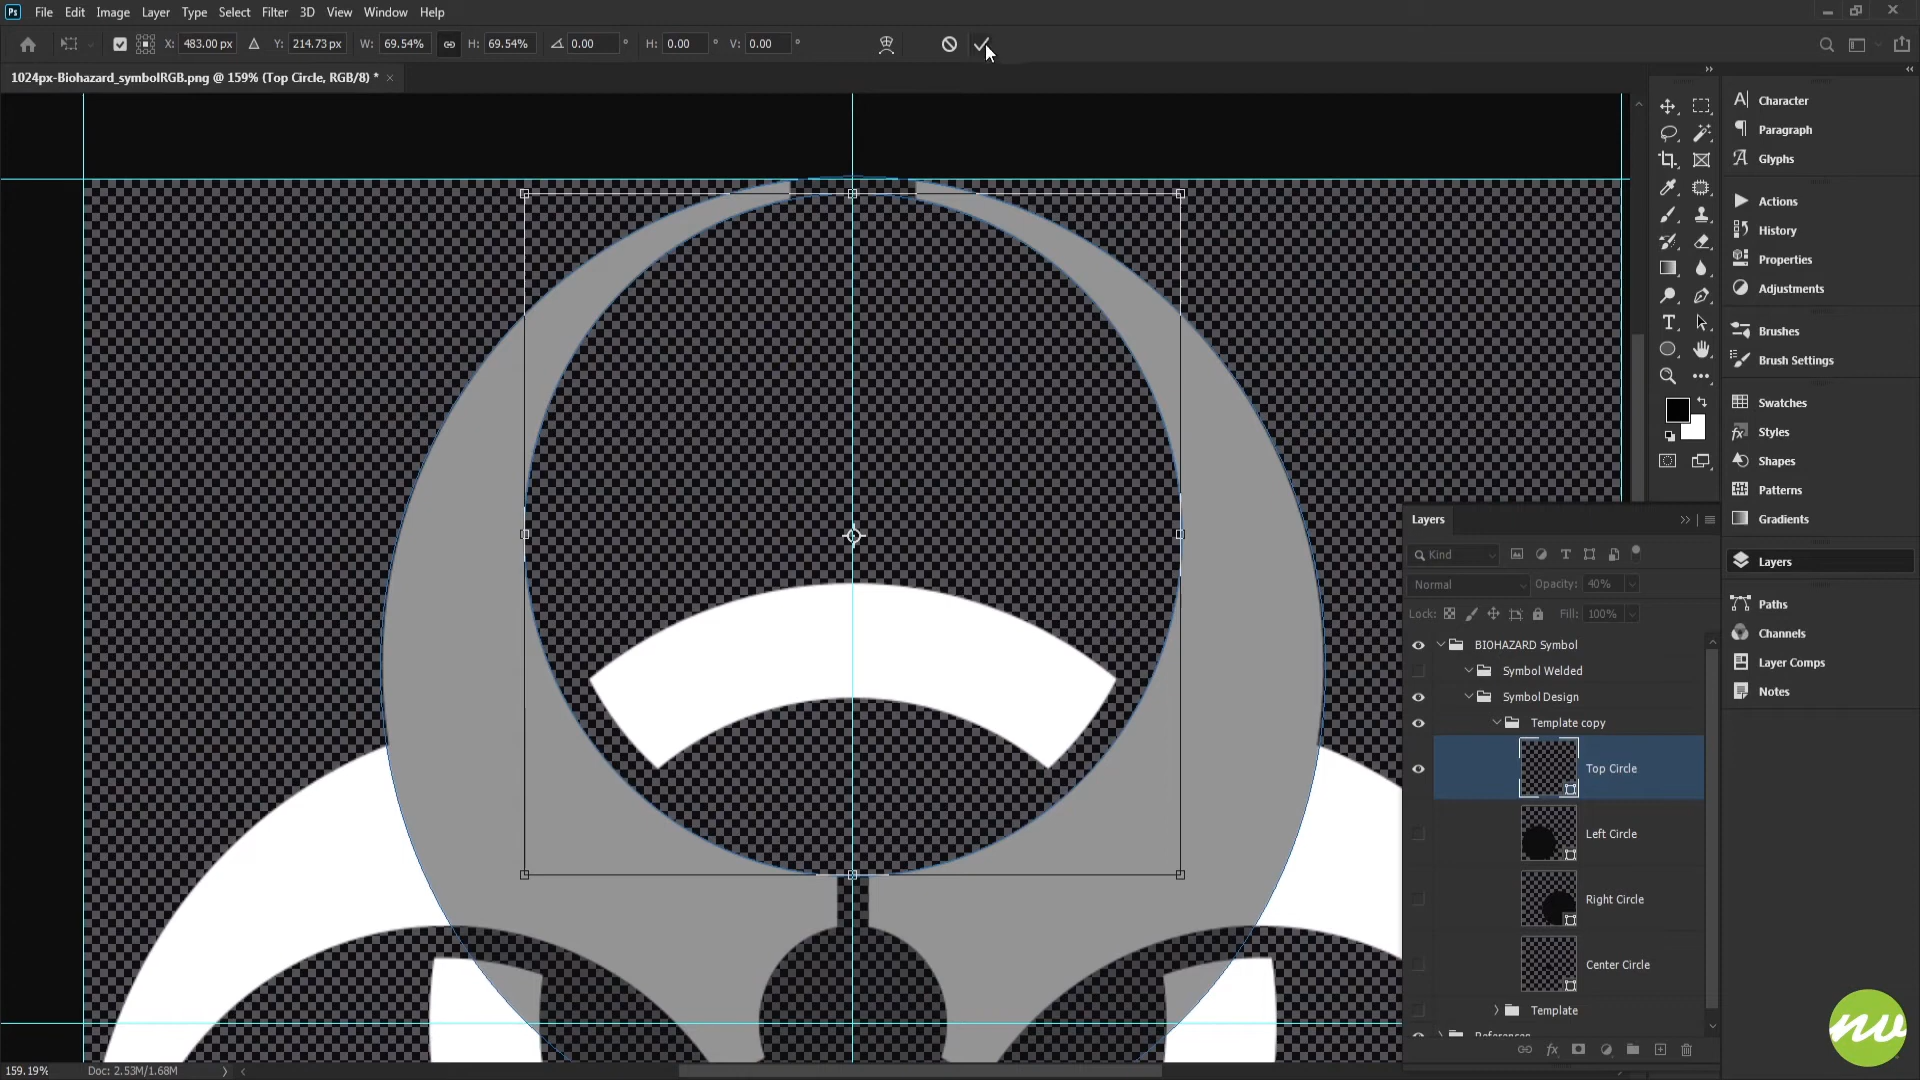 Ps File Edit Image Layer Type Select Filter 3D View Window Help
X: 483.00 px Y: 214.73 px W: 69.54% H: 69.54% 0.00 ° H: 0.00 ° V: 0.00 °
1024px-Biohazard_symbolRGB.png @ 159% (Top Circle, RGB/8) * ×
Character
Paragraph
Glyphs
Actions
History
Properties
Adjustments
Brushes
Brush Settings
Swatches
Styles
Shapes
Patterns
Gradients
Layers
Paths
Channels
Layer Comps
Notes
Layers
Kind
Normal Opacity: 40%
Lock: Fill: 100%
BIOHAZARD Symbol
Symbol Welded
Symbol Design
Template copy
Top Circle
Left Circle
Right Circle
Center Circle
Template
References
fx
159.19% Doc: 2.53M/1.68M
nv